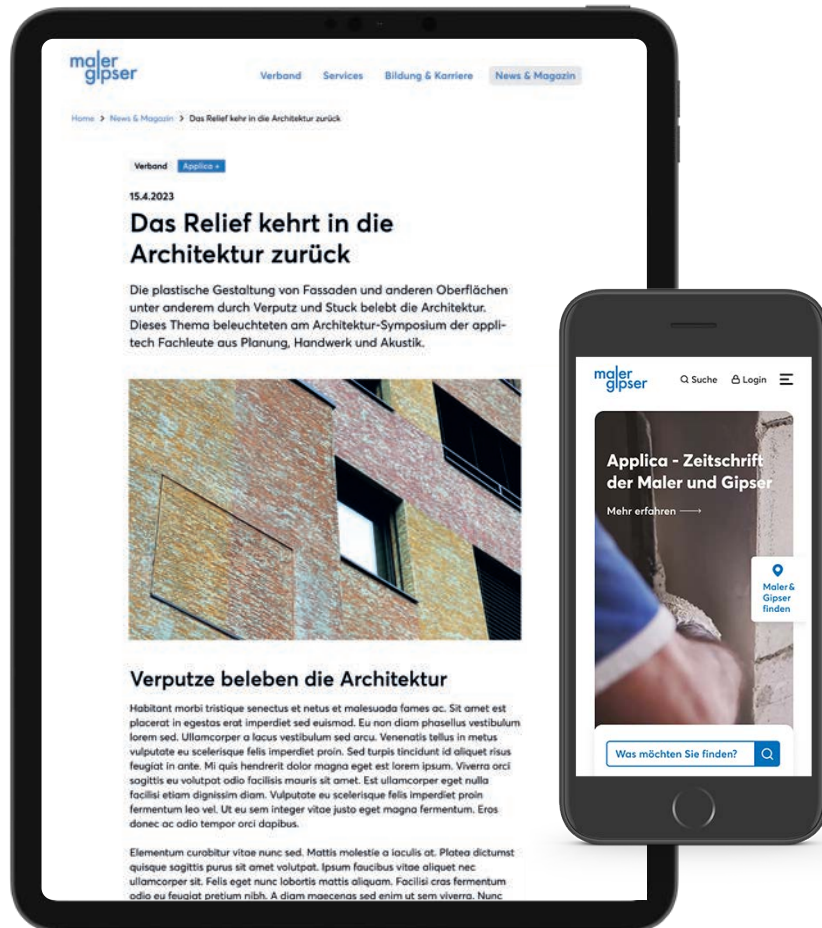 maler
gipser
Verband Services Bildung & Karriere News & Magazin
Home > News & Magazin > Das Relief kehr in die Architektur zurück
Verband Applica +
15.4.2023
Das Relief kehrt in die
Architektur zurück
Die plastische Gestaltung von Fassaden und anderen Oberflächen
unter anderem durch Verputz und Stuck belebt die Architektur.
Dieses Thema beleuchteten am Architektur-Symposium der appli-
tech Fachleute aus Planung, Handwerk und Akustik.
Verputze beleben die Architektur
Habitant morbi tristique senectus et netus et malesuada fames ac. Sit amet est
placerat in egestas erat imperdiet sed euismod. Eu non diam phasellus vestibulum
lorem sed. Ullamcorper a lacus vestibulum sed arcu. Venenatis tellus in metus
vulputate eu scelerisque felis imperdiet proin. Sed turpis tincidunt id aliquet risus
feugiat in ante. Mi quis hendrerit dolor magna eget est lorem ipsum. Viverra orci
sagittis eu volutpat odio facilisis mauris sit amet. Est ullamcorper eget nulla
facilisi etiam dignissim diam. Vulputate eu scelerisque felis imperdiet proin
fermentum leo vel. Ut eu sem integer vitae justo eget magna fermentum. Eros
donec ac odio tempor orci dapibus.
Elementum curabitur vitae nunc sed. Mattis molestie a iaculis at. Platea dictumst
quisque sagittis purus sit amet volutpat. Ipsum faucibus vitae aliquet nec
ullamcorper sit. Felis eget nunc lobortis mattis aliquam. Facilisi cras fermentum
odio eu feugiat pretium nibh. A diam maecenas sed enim ut sem viverra. Nunc
maler
gipser
Suche Login
Applica - Zeitschrift
der Maler und Gipser
Mehr erfahren
Maler &
Gipser
finden
Was möchten Sie finden?